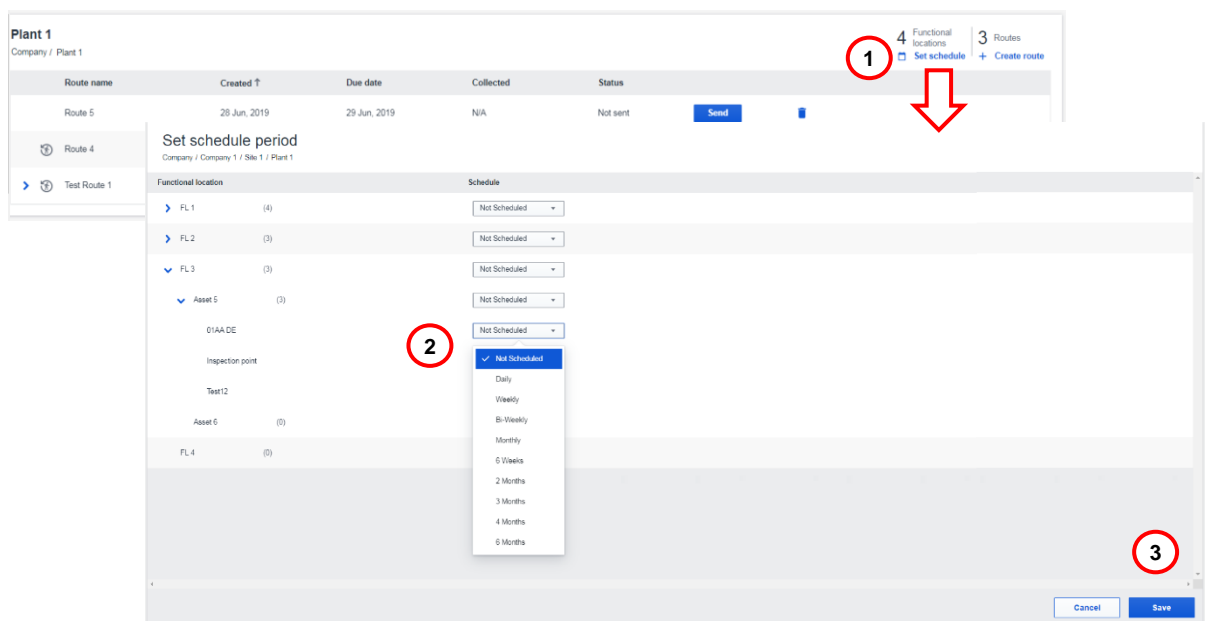 Plant 1
Company / Plant 1
4 Functional locations
3 Routes
1
Set schedule
+ Create route
Route name Created ↑ Due date Collected Status
Route 5 28 Jun, 2019 29 Jun, 2019 N/A Not sent Send
Route 4
Test Route 1
Set schedule period
Company / Company 1 / Site 1 / Plant 1
Functional location Schedule
FL 1 (4) Not Scheduled
FL 2 (3) Not Scheduled
FL 3 (3) Not Scheduled
Asset 5 (3) Not Scheduled
01AA DE Not Scheduled
2
Inspection point
Test12
Asset 6 (0)
FL 4 (0)
Not Scheduled
Daily
Weekly
Bi-Weekly
Monthly
6 Weeks
2 Months
3 Months
4 Months
6 Months
3
Cancel Save